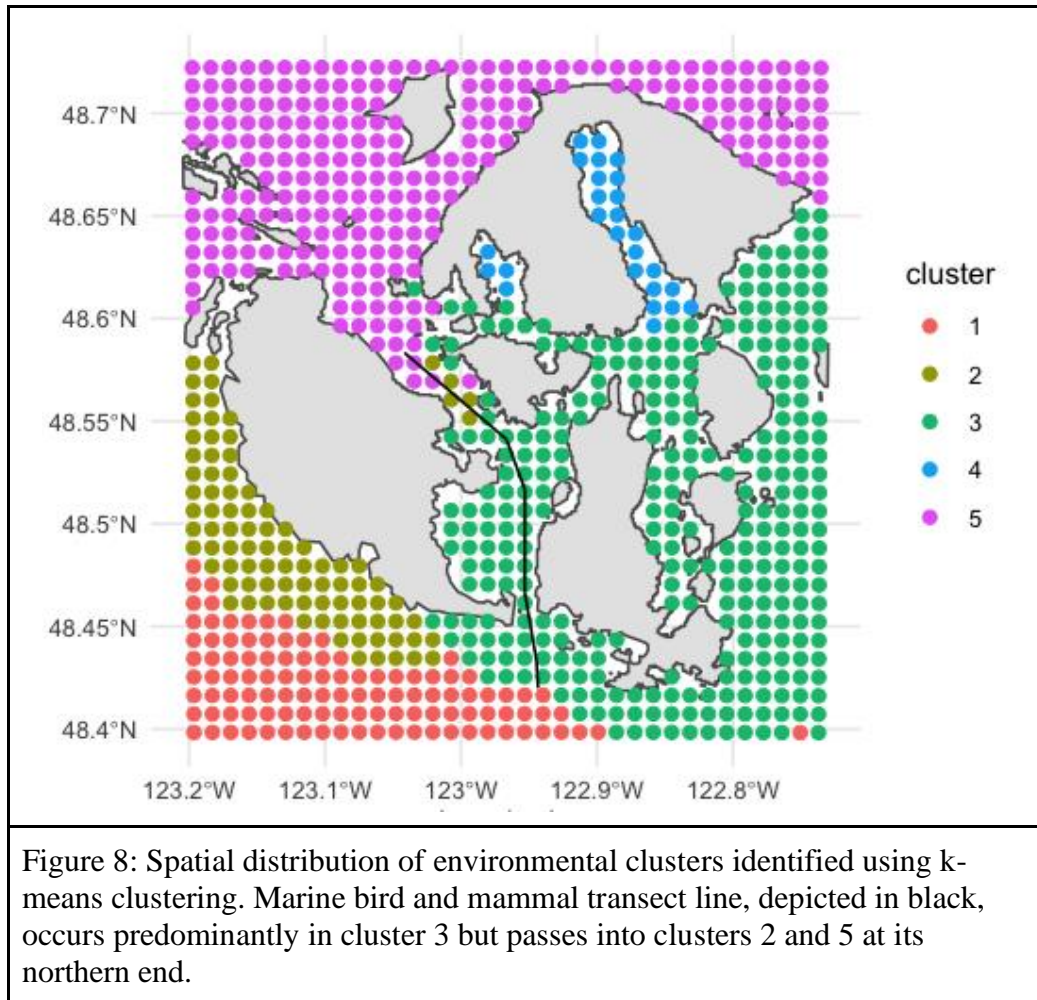 48.7°N
48.65°N
48.6°N
48.55°N
48.5°N
48.45°N
48.4°N
123.2°W 123.1°W 123°W 122.9°W 122.8°W
cluster
1
2
3
4
5
Figure 8: Spatial distribution of environmental clusters identified using k-
means clustering. Marine bird and mammal transect line, depicted in black,
occurs predominantly in cluster 3 but passes into clusters 2 and 5 at its
northern end.